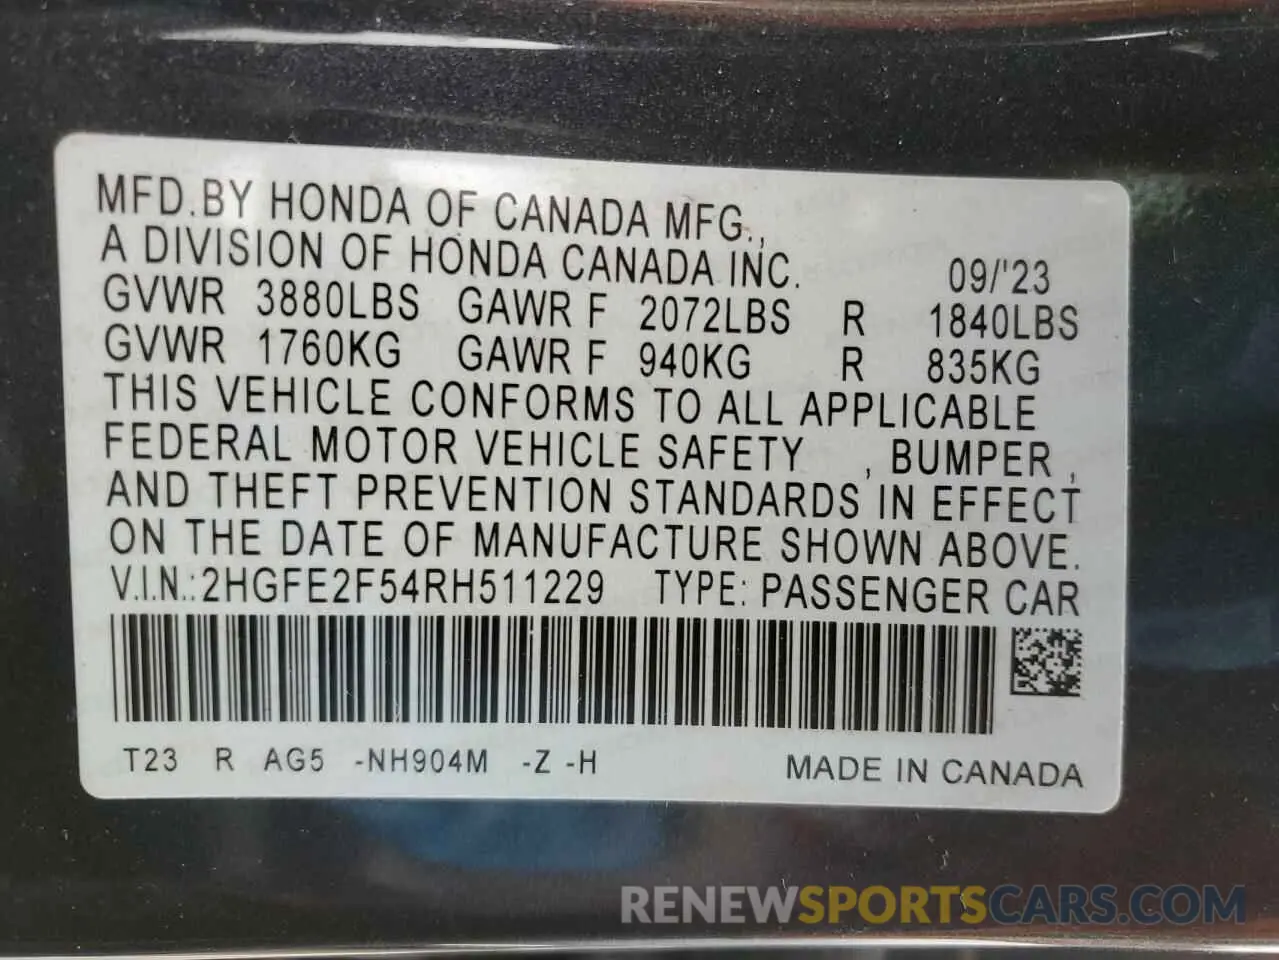 MFD.BY HONDA OF CANADA MFG.,
A DIVISION OF HONDA CANADA INC. 09/'23
GVWR 3880LBS GAWR F 2072LBS R 1840LBS
GVWR 1760KG GAWR F 940KG R 835KG
THIS VEHICLE CONFORMS TO ALL APPLICABLE
FEDERAL MOTOR VEHICLE SAFETY , BUMPER ,
AND THEFT PREVENTION STANDARDS IN EFFECT
ON THE DATE OF MANUFACTURE SHOWN ABOVE.
V.I.N.:2HGFE2F54RH511229 TYPE: PASSENGER CAR
T23 R AG5 -NH904M -Z -H MADE IN CANADA
RENEWSPORTSCARS.COM